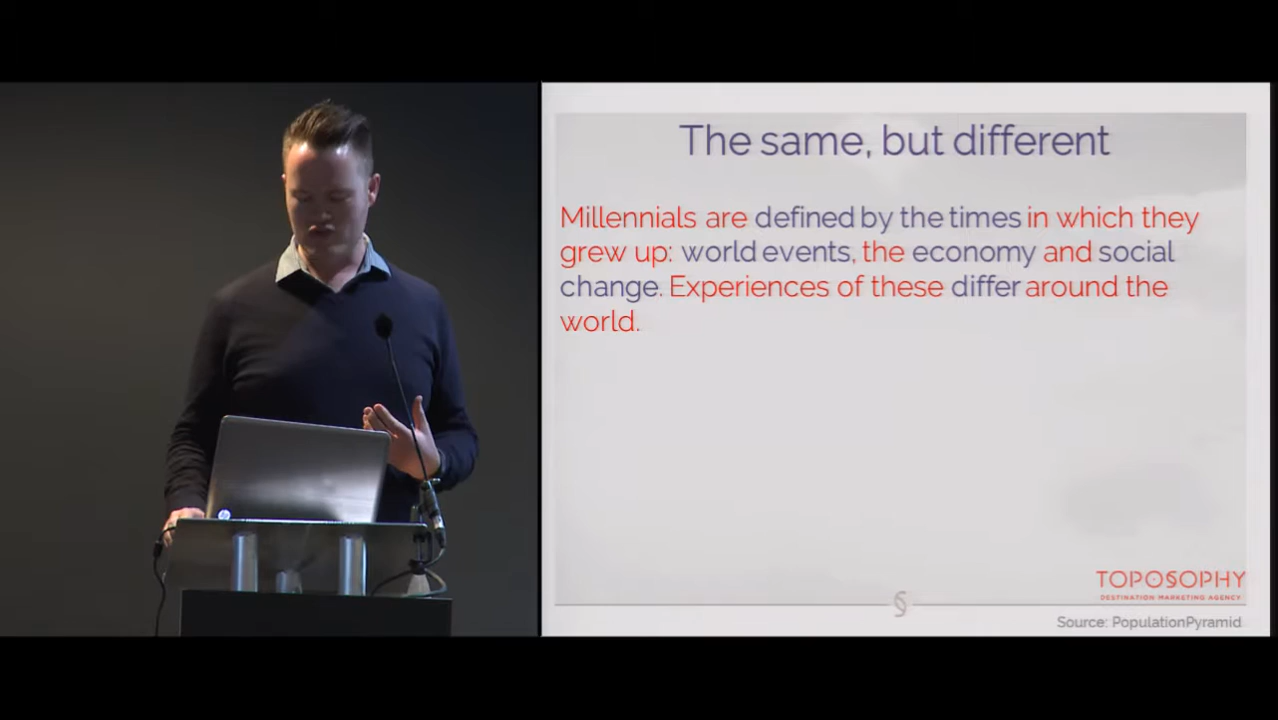 The same, but different
Millennials are defined by the times in which they
grew up: world events, the economy and social
change. Experiences of these differ around the
world.
TOPOSOPHY
DESTINATION MARKETING AGENCY
Source: PopulationPyramid